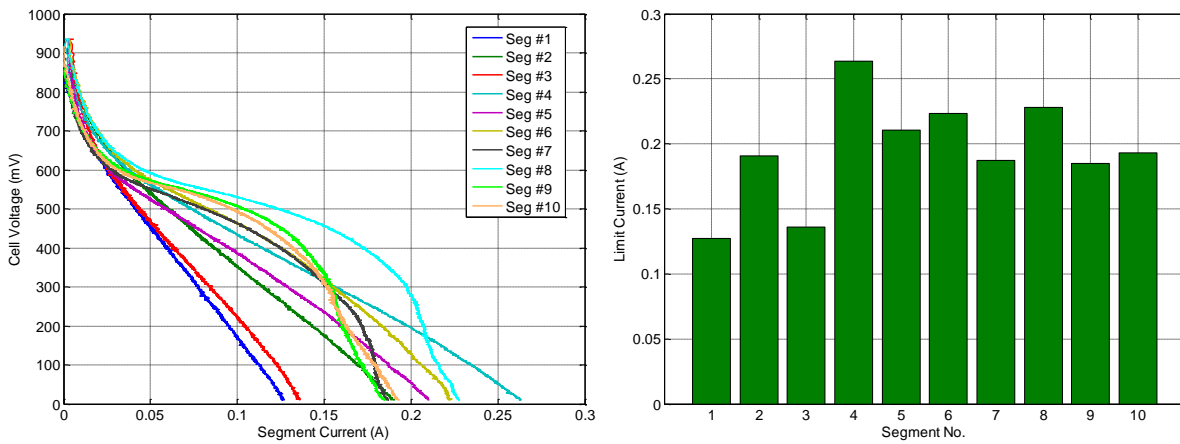 1000
900
800
700
600
500
400
300
200
100
0
0
0.05
0.1
0.15
0.2
0.25
0.3
Cell Voltage (mV)
Segment Current (A)
Seg #1
Seg #2
Seg #3
Seg #4
Seg #5
Seg #6
Seg #7
Seg #8
Seg #9
Seg #10
0.3
0.25
0.2
0.15
0.1
0.05
0
1 2 3 4 5 6 7 8 9 10
Limit Current (A)
Segment No.